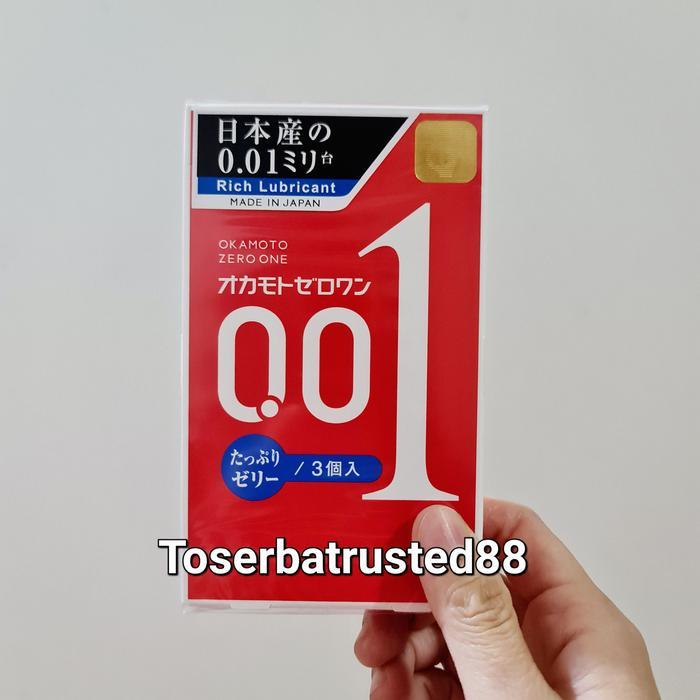 日本産の
0.01ミリ台
Rich Lubricant
MADE IN JAPAN
OKAMOTO
ZERO ONE
オカモトゼロワン
0.01
たっぷり
ゼリー
/ 3個入
Toserbatrusted88